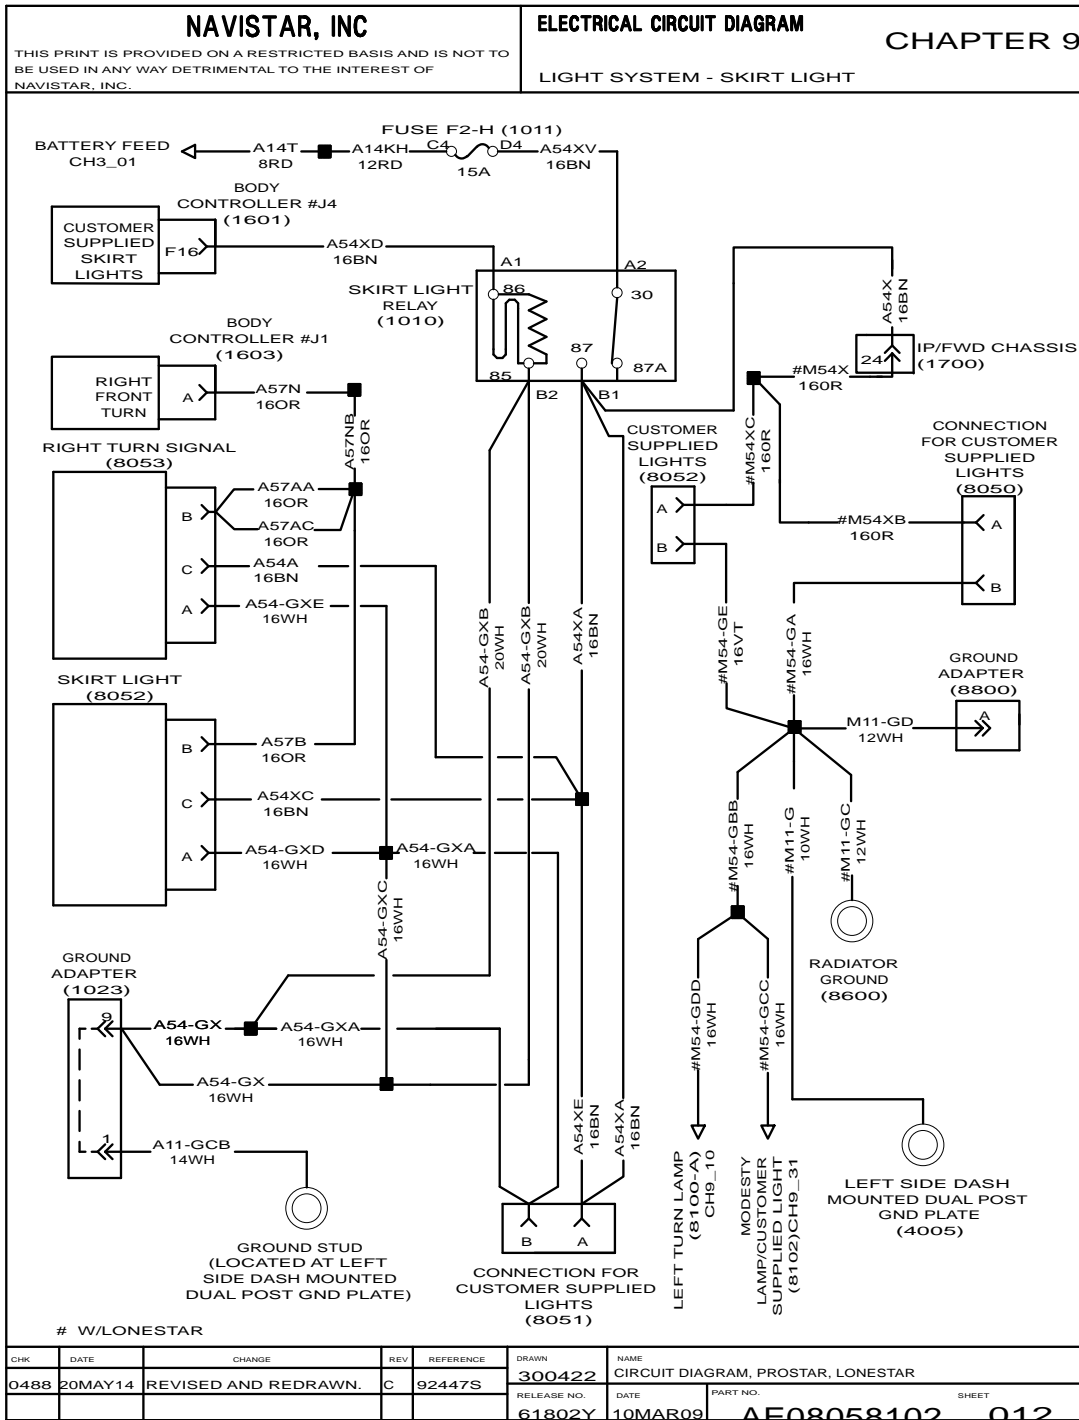 NAVISTAR, INC
THIS PRINT IS PROVIDED ON A RESTRICTED BASIS AND IS NOT TO
BE USED IN ANY WAY DETRIMENTAL TO THE INTEREST OF
NAVISTAR, INC.
ELECTRICAL CIRCUIT DIAGRAM
CHAPTER 9
LIGHT SYSTEM - SKIRT LIGHT
BATTERY FEED
CH3_01
A14T
8RD
A14KH
12RD
FUSE F2-H (1011)
C4
D4
15A
A54XV
16BN
BODY
CONTROLLER #J4
(1601)
CUSTOMER
SUPPLIED
SKIRT
LIGHTS
F16
A54XD
16BN
A1
A2
SKIRT LIGHT
RELAY
(1010)
86
30
87
85
87A
B2
B1
A54X
16BN
24
IP/FWD CHASSIS
(1700)
#M54X
160R
BODY
CONTROLLER #J1
(1603)
RIGHT
FRONT
TURN
A
A57N
16OR
A57NB
16OR
RIGHT TURN SIGNAL
(8053)
B
A57AA
16OR
A57AC
16OR
C
A54A
16BN
A
A54-GXE
16WH
CUSTOMER
SUPPLIED
LIGHTS
(8052)
A
B
#M54XC
160R
CONNECTION
FOR CUSTOMER
SUPPLIED
LIGHTS
(8050)
#M54XB
160R
A
B
A54-GXB
20WH
A54-GXB
20WH
A54XA
16BN
#M54-GE
16VT
#M54-GA
16WH
GROUND
ADAPTER
(8800)
M11-GD
12WH
A
SKIRT LIGHT
(8052)
B
A57B
16OR
C
A54XC
16BN
A
A54-GXD
16WH
A54-GXA
16WH
A54-GXC
16WH
#M54-GBB
16WH
#M11-G
10WH
#M11-GC
12WH
RADIATOR
GROUND
(8600)
GROUND
ADAPTER
(1023)
9
A54-GX
16WH
A54-GXA
16WH
A54-GX
16WH
1
A11-GCB
14WH
GROUND STUD
(LOCATED AT LEFT
SIDE DASH MOUNTED
DUAL POST GND PLATE)
A54XE
16BN
A54XA
16BN
B
A
CONNECTION FOR
CUSTOMER SUPPLIED
LIGHTS
(8051)
#M54-GDD
16WH
#M54-GCC
16WH
LEFT TURN LAMP
(8100-A)
CH9_10
MODESTY
LAMP/CUSTOMER
SUPPLIED LIGHT
(8102)CH9_31
LEFT SIDE DASH
MOUNTED DUAL POST
GND PLATE
(4005)
# W/LONESTAR
CHK DATE CHANGE REV REFERENCE
0488 20MAY14 REVISED AND REDRAWN. C 92447S
DRAWN
300422
NAME
CIRCUIT DIAGRAM, PROSTAR, LONESTAR
RELEASE NO.
61802Y
DATE
10MAR09
PART NO.
AE08058102
SHEET
012